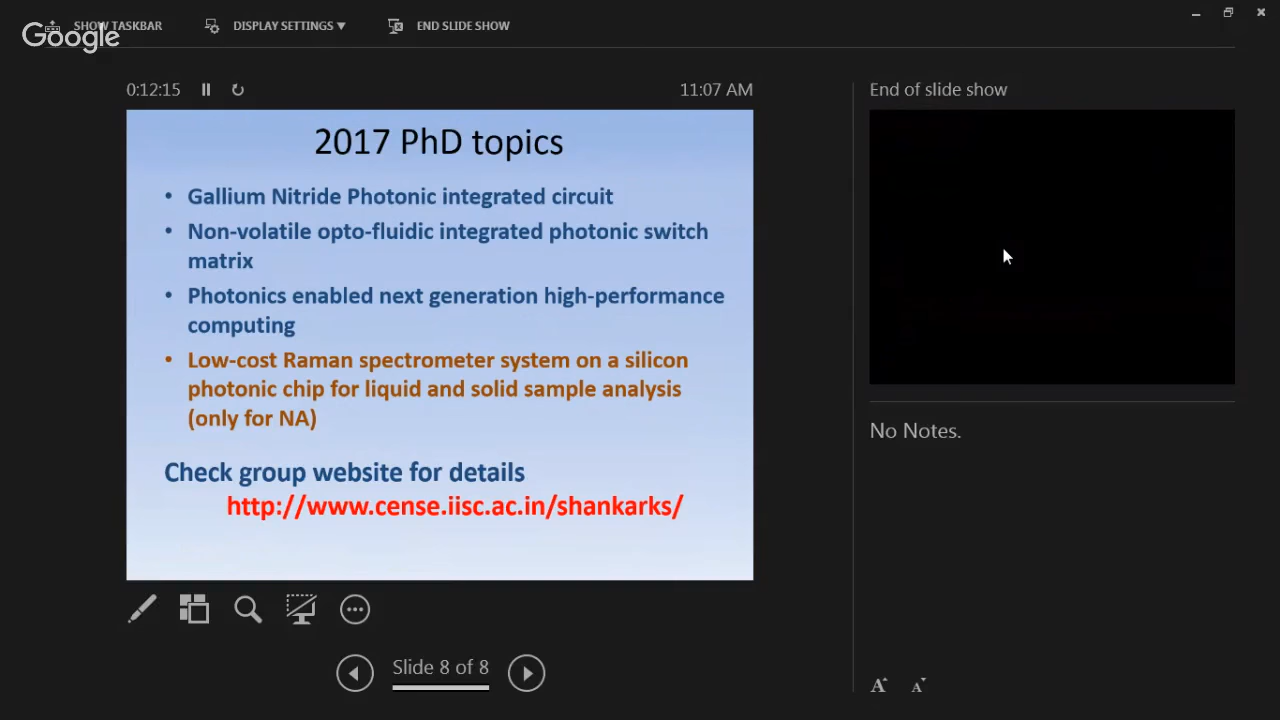 SHOW TASKBAR DISPLAY SETTINGS ▼ END SLIDE SHOW
Google
0:12:15 11:07 AM
2017 PhD topics
• Gallium Nitride Photonic integrated circuit
• Non-volatile opto-fluidic integrated photonic switch
matrix
• Photonics enabled next generation high-performance
computing
• Low-cost Raman spectrometer system on a silicon
photonic chip for liquid and solid sample analysis
(only for NA)
Check group website for details
http://www.cense.iisc.ac.in/shankarks/
Slide 8 of 8
End of slide show
No Notes.
A A